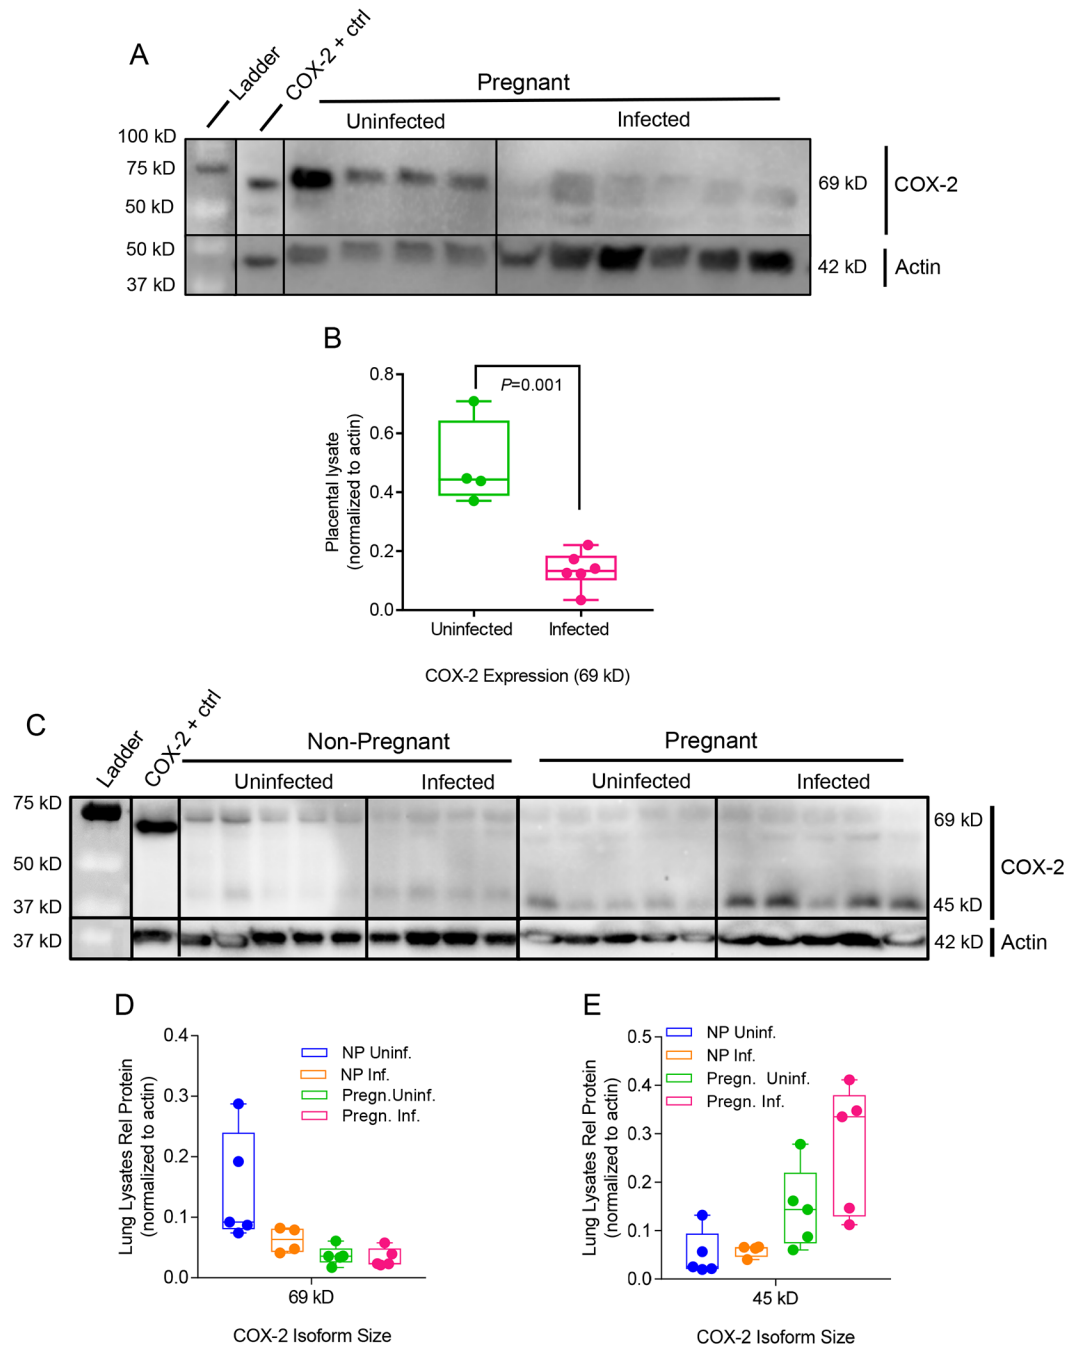 A
Ladder
COX-2 + ctrl
Pregnant
Uninfected
Infected
100 kD
75 kD
50 kD
50 kD
37 kD
69 kD
COX-2
42 kD
Actin
B
Placental lysate
(normalized to actin)
0.8
0.6
0.4
0.2
0.0
P=0.001
Uninfected
Infected
COX-2 Expression (69 kD)
C
Ladder
COX-2 + ctrl
Non-Pregnant
Pregnant
Uninfected
Infected
Uninfected
Infected
75 kD
50 kD
37 kD
37 kD
69 kD
45 kD
COX-2
42 kD
Actin
D
Lung Lysates Rel Protein
(normalized to actin)
0.4
0.3
0.2
0.1
0.0
NP Uninf.
NP Inf.
Pregn.Uninf.
Pregn. Inf.
69 kD
COX-2 Isoform Size
E
Lung Lysates Rel Protein
(normalized to actin)
0.5
0.4
0.3
0.2
0.1
0.0
NP Uninf.
NP Inf.
Pregn. Uninf.
Pregn. Inf.
45 kD
COX-2 Isoform Size